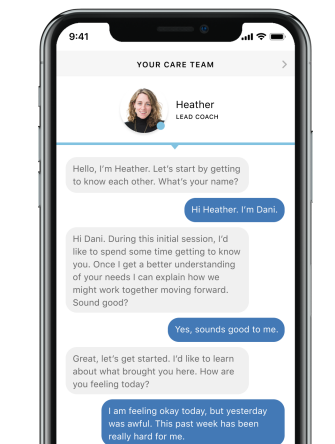 9:41
YOUR CARE TEAM
Heather
LEAD COACH
Hello, I'm Heather. Let's start by getting
to know each other. What's your name?
Hi Heather. I'm Dani.
Hi Dani. During this initial session, I'd
like to spend some time getting to know
you. Once I get a better understanding
of your needs I can explain how we
might work together moving forward.
Sound good?
Yes, sounds good to me.
Great, let's get started. I'd like to learn
about what brought you here. How are
you feeling today?
I am feeling okay today, but yesterday
was awful. This past week has been
really hard for me.